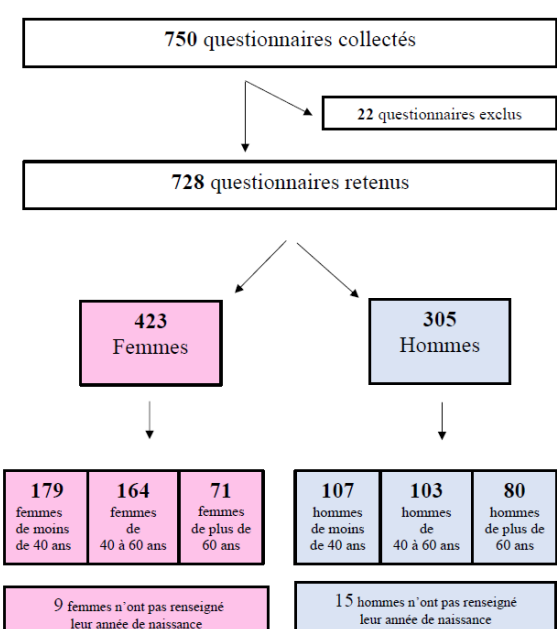 750 questionnaires collectés
22 questionnaires exclus
728 questionnaires retenus
423
Femmes
305
Hommes
179
femmes
de moins
de 40 ans
164
femmes
de
40 à 60 ans
71
femmes
de plus de
60 ans
107
hommes
de moins
de 40 ans
103
hommes
de
40 à 60 ans
80
hommes
de plus de
60 ans
9 femmes n'ont pas renseigné
leur année de naissance
15 hommes n'ont pas renseigné
leur année de naissance